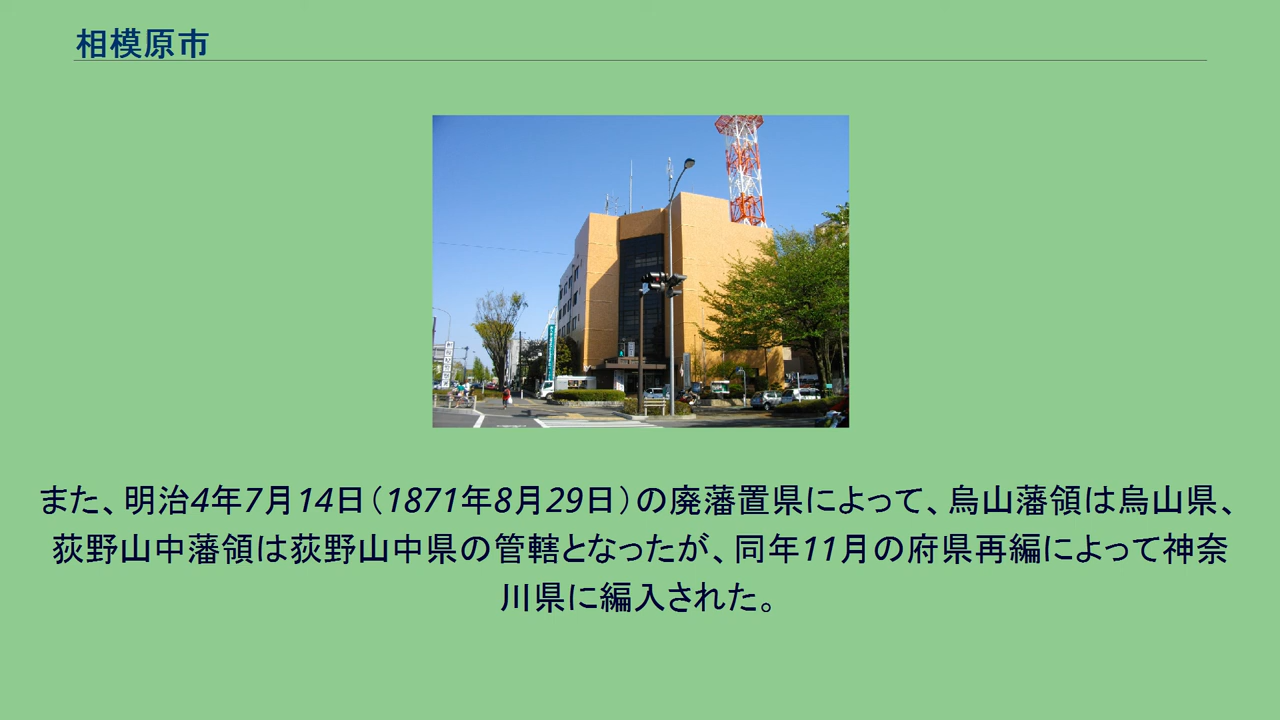 相模原市
また、明治4年7月14日（1871年8月29日）の廃藩置県によって、烏山藩領は烏山県、
荻野山中藩領は荻野山中県の管轄となったが、同年11月の府県再編によって神奈
川県に編入された。